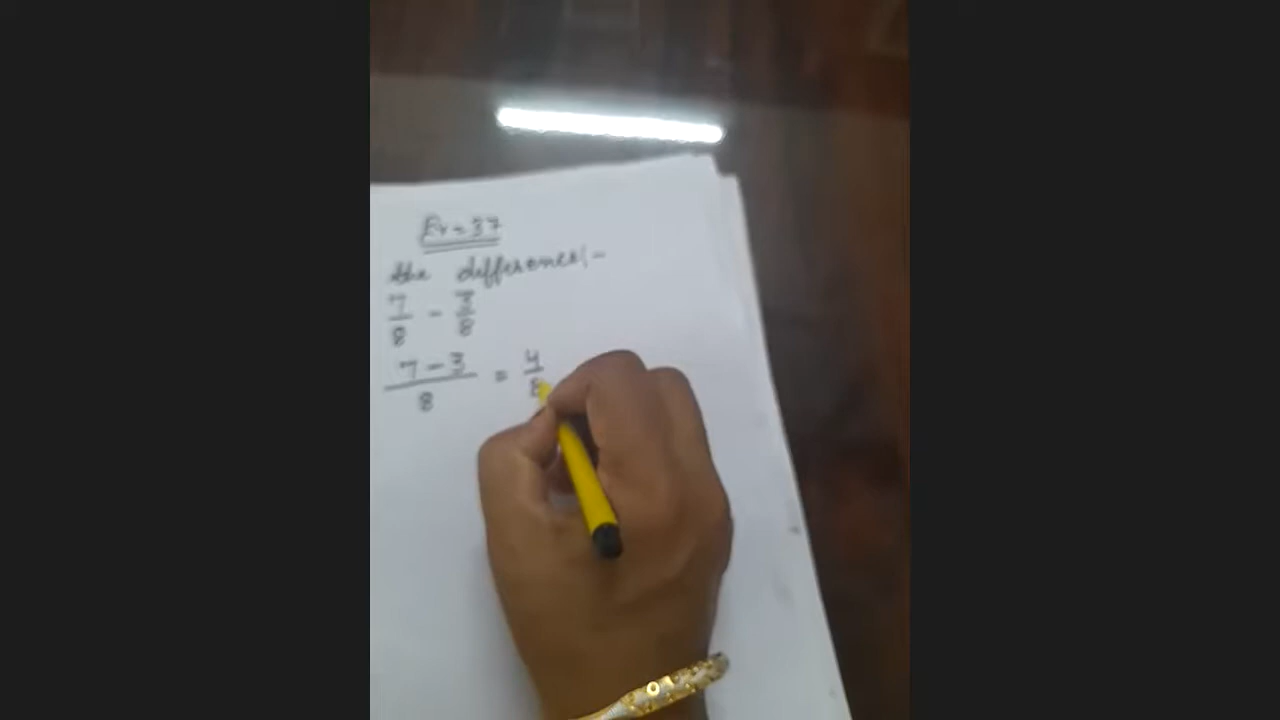 Ex - 37
the difference:-
7/8 - 3/8
7-3/8 = 4/8